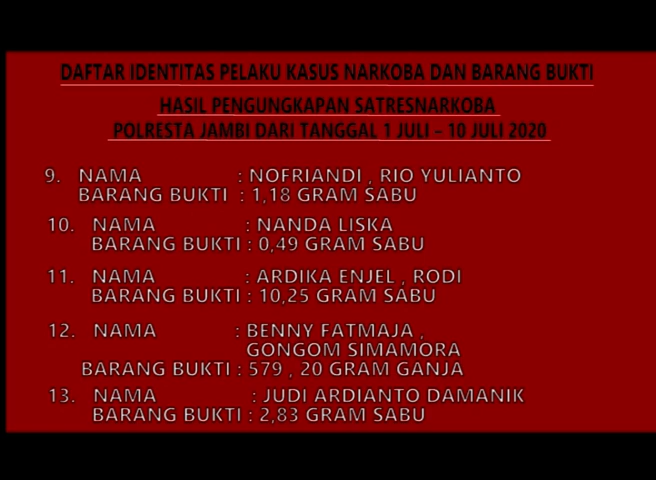 DAFTAR IDENTITAS PELAKU KASUS NARKOBA DAN BARANG BUKTI
HASIL PENGUNGKAPAN SATRESNARKOBA
POLRESTA JAMBI DARI TANGGAL 1 JULI – 10 JULI 2020
9. NAMA : NOFRIANDI , RIO YULIANTO
BARANG BUKTI : 1,18 GRAM SABU
10. NAMA : NANDA LISKA
BARANG BUKTI : 0,49 GRAM SABU
11. NAMA : ARDIKA ENJEL , RODI
BARANG BUKTI : 10,25 GRAM SABU
12. NAMA : BENNY FATMAJA ,
GONGOM SIMAMORA
BARANG BUKTI : 579 , 20 GRAM GANJA
13. NAMA : JUDI ARDIANTO DAMANIK
BARANG BUKTI : 2,83 GRAM SABU